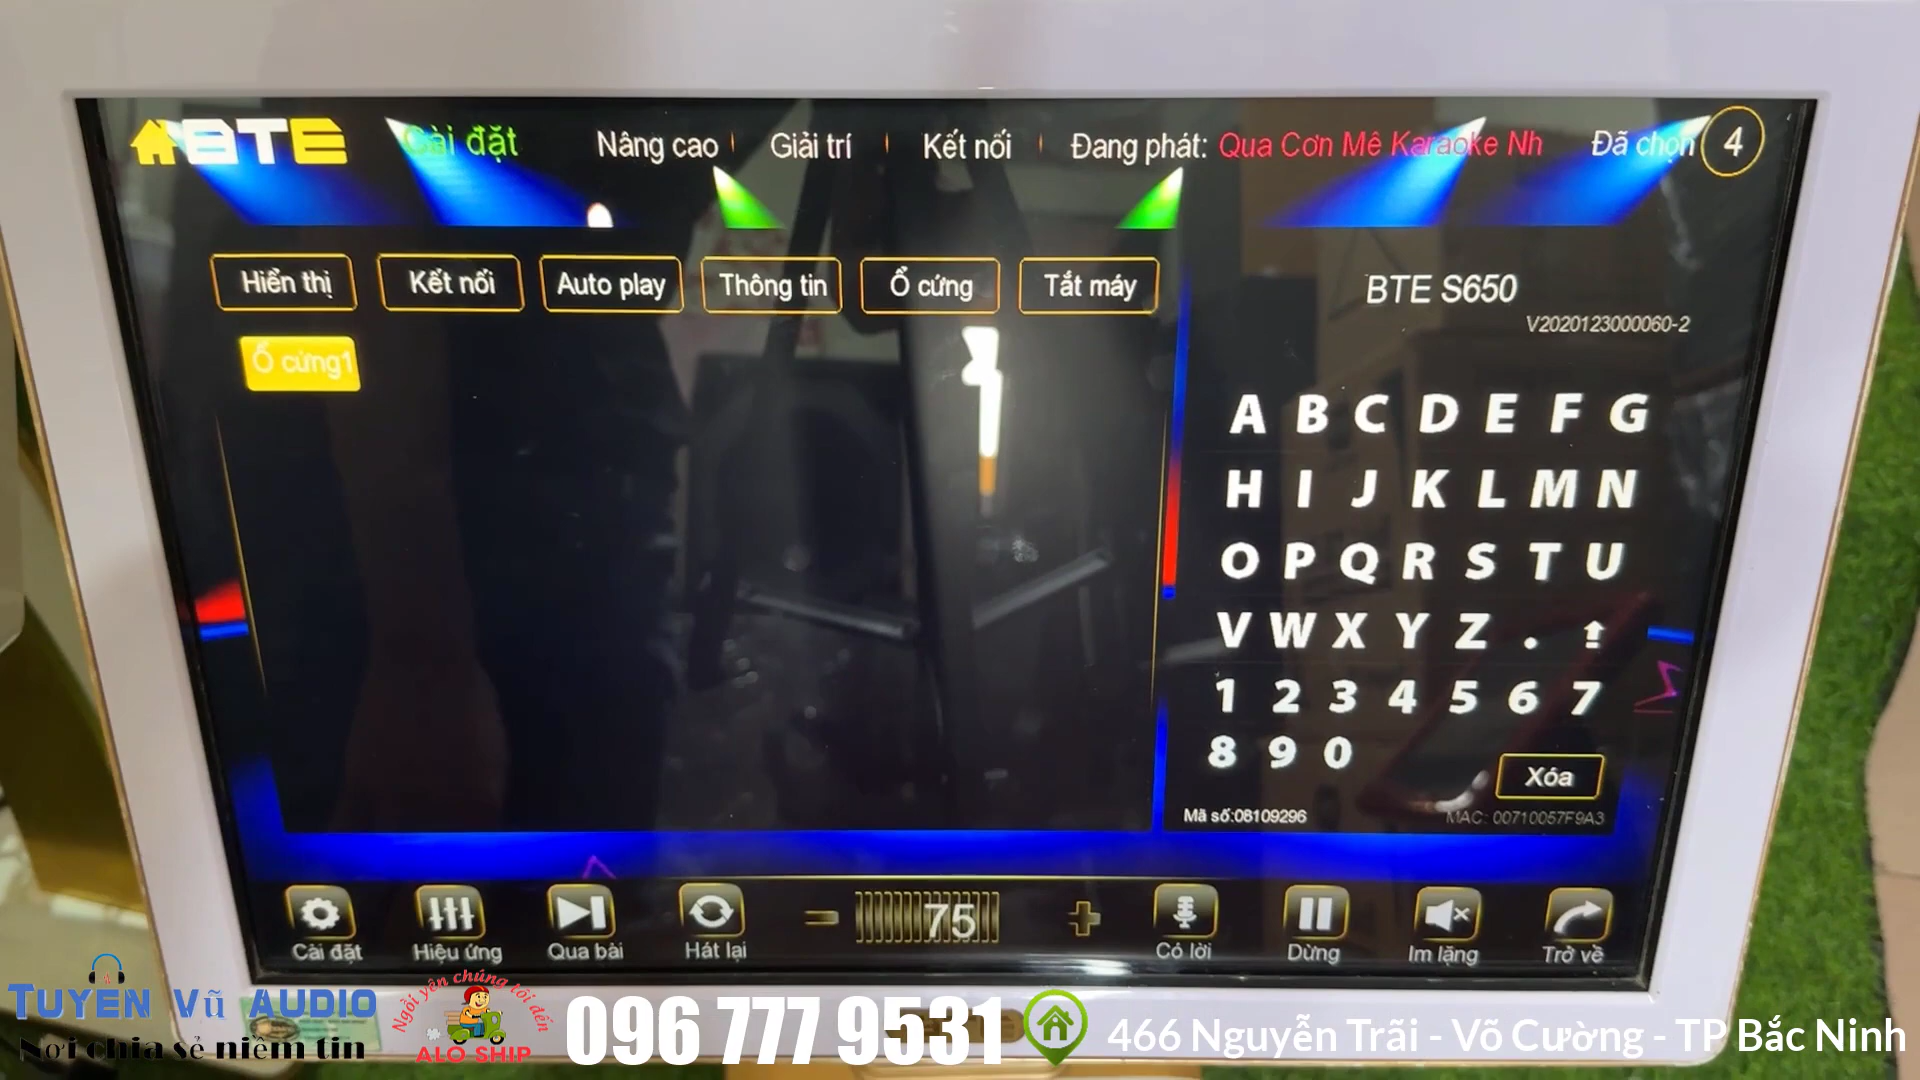 BTE
Cài đặt
Nâng cao
Giải trí
Kết nối
Đang phát: Qua Cơn Mê Karaoke Nh
Đã chọn 4
Hiển thị
Kết nối
Auto play
Thông tin
Ổ cứng
Tắt máy
Ổ cứng1
BTE S650
V2020123000060-2
A B C D E F G
H I J K L M N
O P Q R S T U
V W X Y Z .
1 2 3 4 5 6 7
8 9 0
Xóa
Mã số:08109296
MAC: 00710057F9A3
Cài đặt
Hiệu ứng
Qua bài
Hát lại
75
Có lời
Dừng
Im lặng
Trở về
TUYÊN VŨ AUDIO
Nơi chia sẻ niềm tin
Ngồi yên chúng tôi đến
ALO SHIP
096 777 9531
466 Nguyễn Trãi - Võ Cường - TP Bắc Ninh